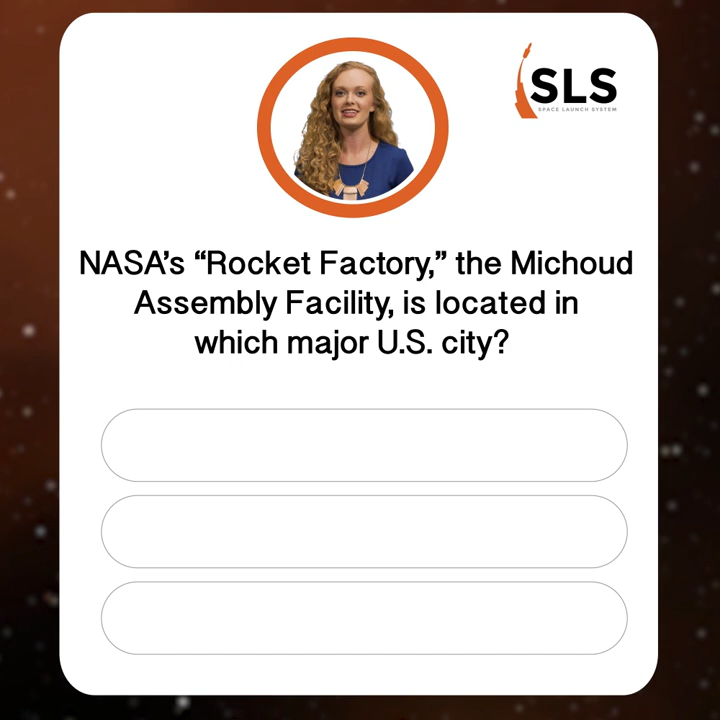 SLS
SPACE LAUNCH SYSTEM
NASA’s “Rocket Factory,” the Michoud
Assembly Facility, is located in
which major U.S. city?